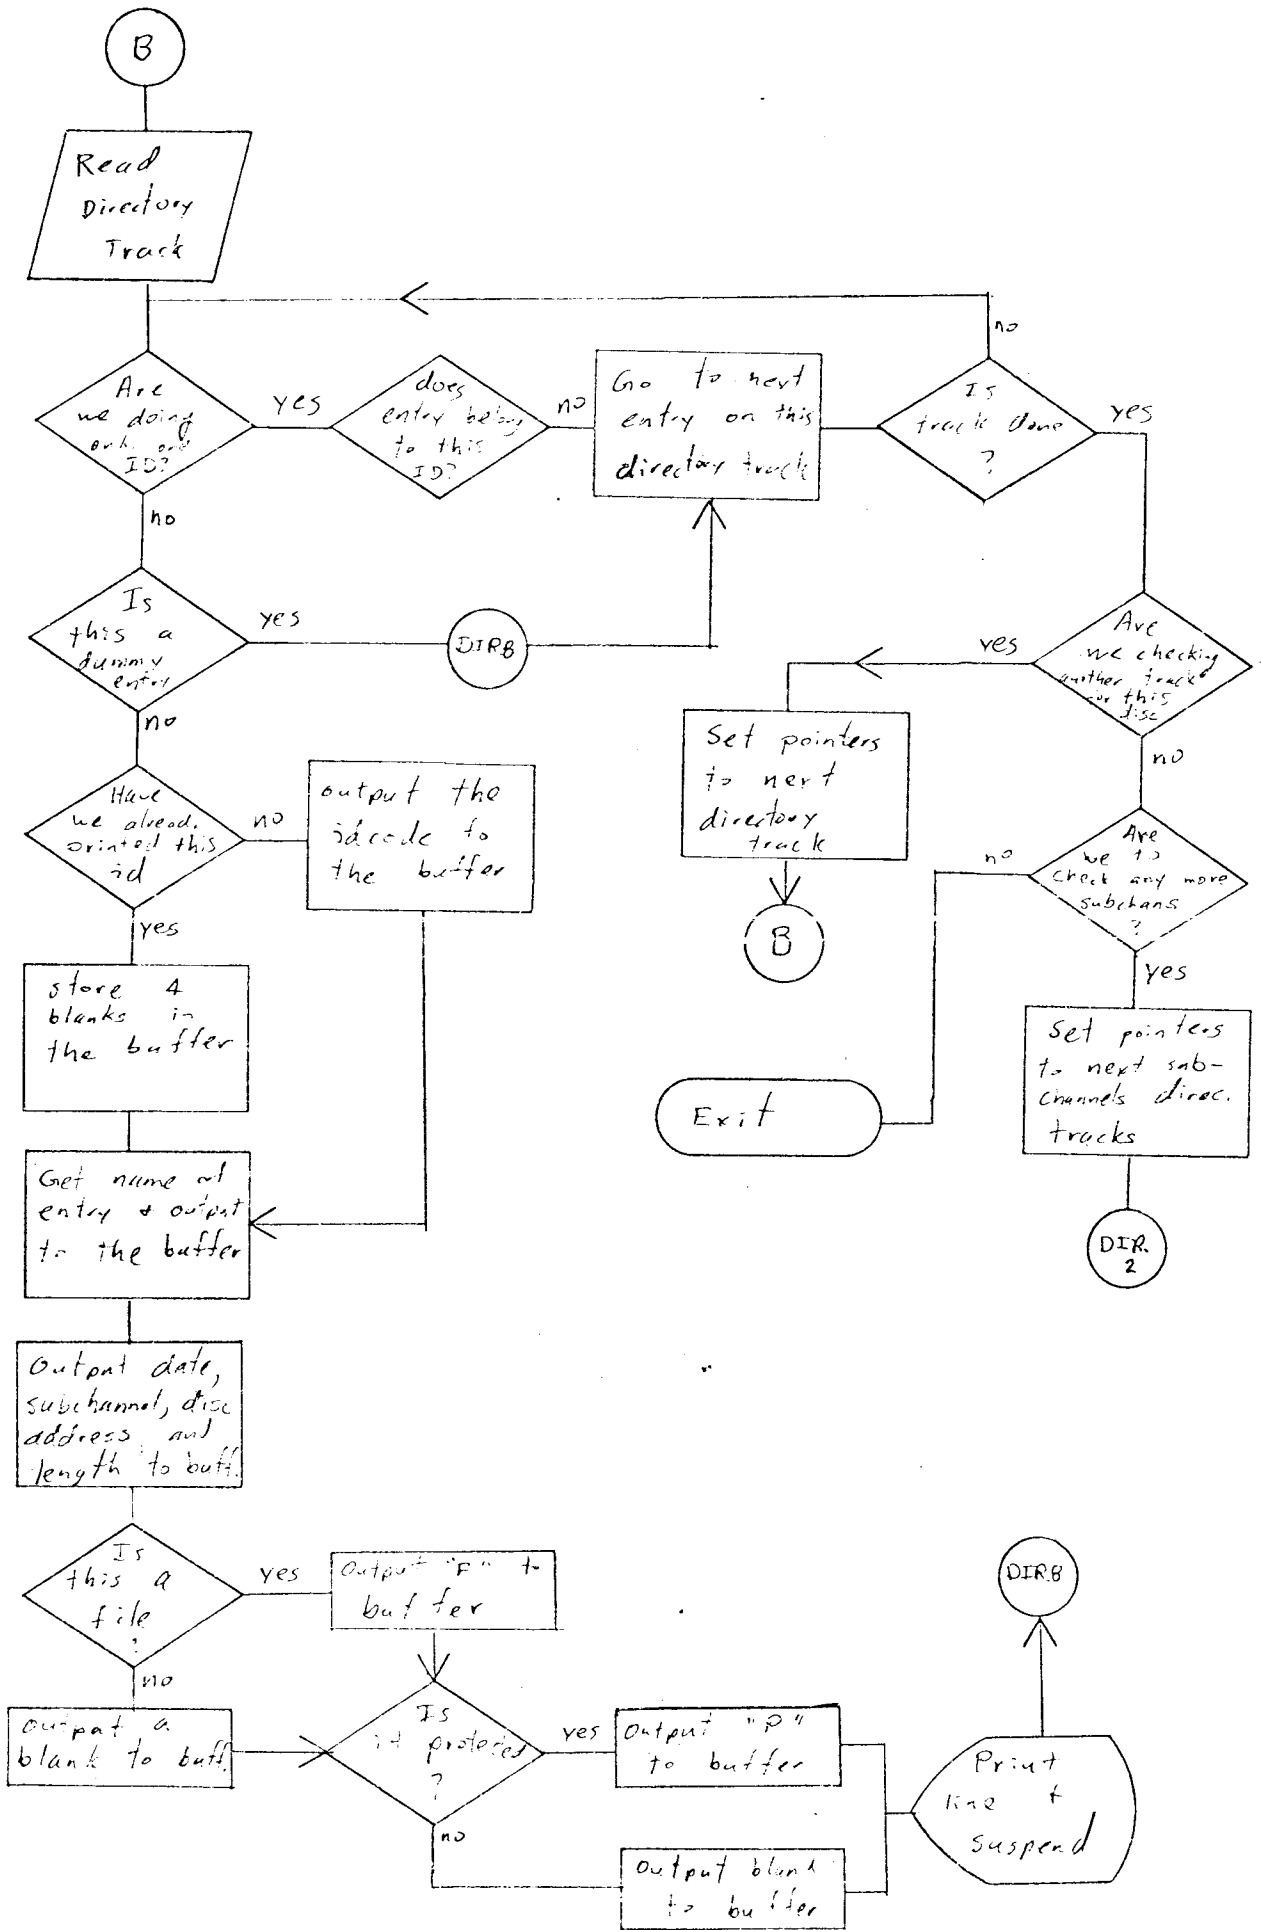 B
Read
Directory
Track
no
Are
we doing
only one
ID?
yes
does
entry belong
to this
ID?
no
Go to next
entry on this
directory track
Is
track done
?
yes
no
Is
this a
dummy
entry
yes
DIRB
Are
we checking
another track
for this
disc
yes
no
no
Set pointers
to next
directory
track
B
Have
we already
printed this
id
no
output the
idcode to
the buffer
yes
Are
we to
check any more
subchans
?
no
yes
Exit
Set pointers
to next sub-
channels direc.
tracks
DIR.
2
store 4
blanks in
the buffer
Get name of
entry + output
to the buffer
Output date,
subchannel, disc
address and
length to buff.
Is
this a
file
?
yes
no
Output "F" to
buffer
output a
blank to buff.
Is
it protected
?
yes
no
Output "P"
to buffer
Output blank
to buffer
Print
line +
suspend
DIRB